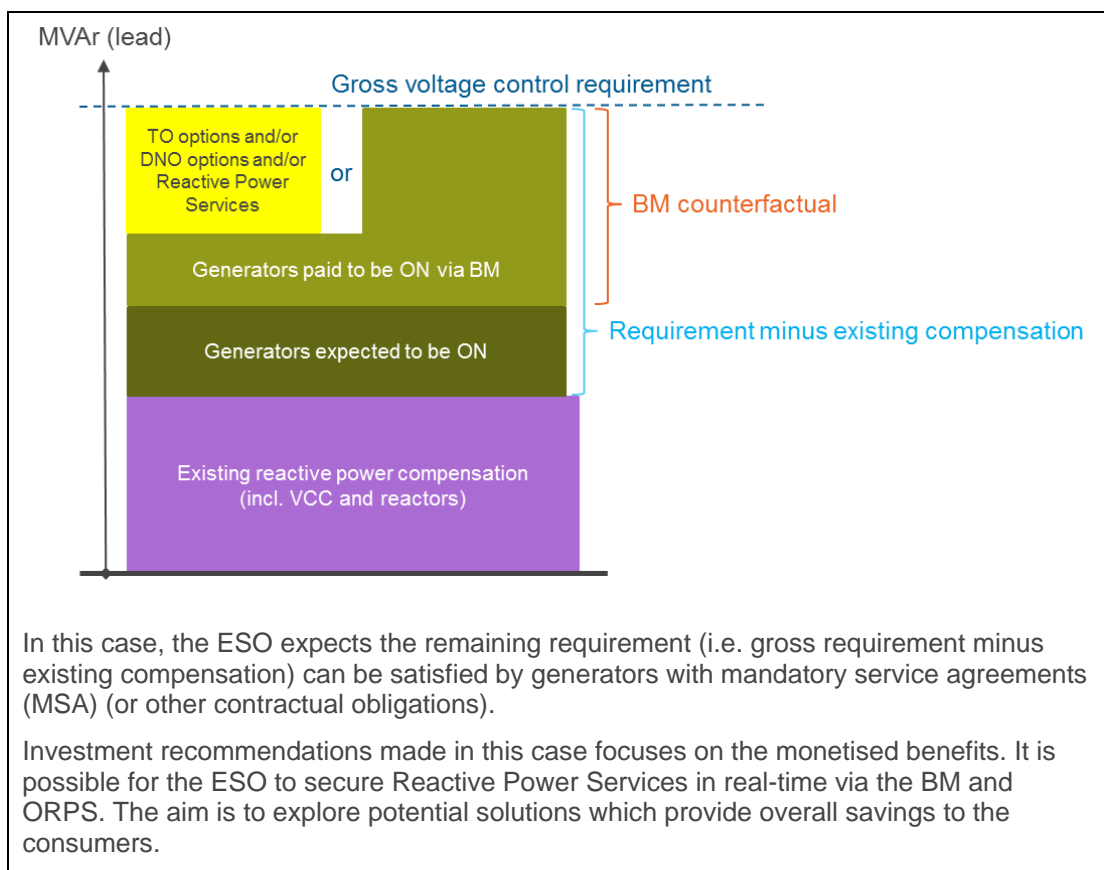 MVAr (lead)
Gross voltage control requirement
TO options and/or
DNO options and/or
Reactive Power
Services
or
BM counterfactual
Generators paid to be ON via BM
Requirement minus existing compensation
Generators expected to be ON
Existing reactive power compensation
(incl. VCC and reactors)
In this case, the ESO expects the remaining requirement (i.e. gross requirement minus
existing compensation) can be satisfied by generators with mandatory service agreements
(MSA) (or other contractual obligations).
Investment recommendations made in this case focuses on the monetised benefits. It is
possible for the ESO to secure Reactive Power Services in real-time via the BM and
ORPS. The aim is to explore potential solutions which provide overall savings to the
consumers.